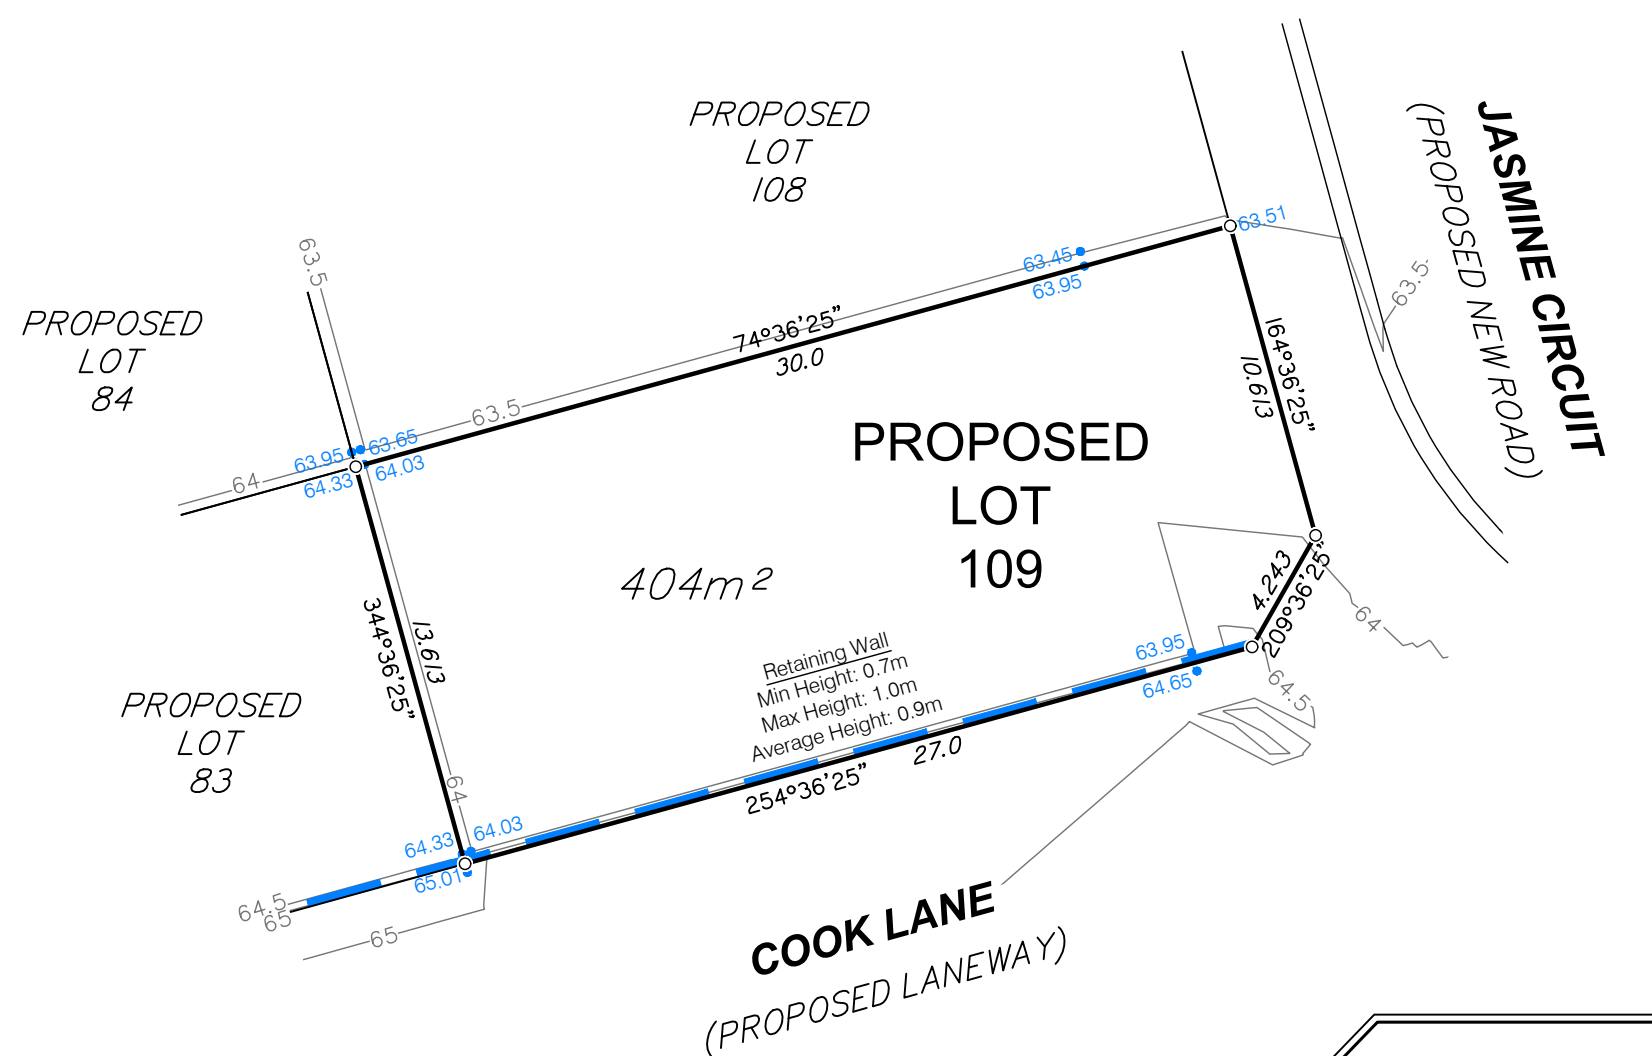 PROPOSED
LOT
108
JASMINE CIRCUIT
(PROPOSED NEW ROAD)
63.5
63.51
63.45
63.95
63.5
PROPOSED
LOT
84
74°36'25"
30.0
164°36'25"
10.613
63.5
63.95
63.65
64
64.33
64.03
PROPOSED
LOT
109
404m²
4.243
209°36'25"
64
344°36'25"
13.613
Retaining Wall
Min Height: 0.7m
Max Height: 1.0m
Average Height: 0.9m
63.95
64.65
64.5
PROPOSED
LOT
83
27.0
254°36'25"
64
64.33
64.03
65.01
64.5
65
65
COOK LANE
(PROPOSED LANEWAY)